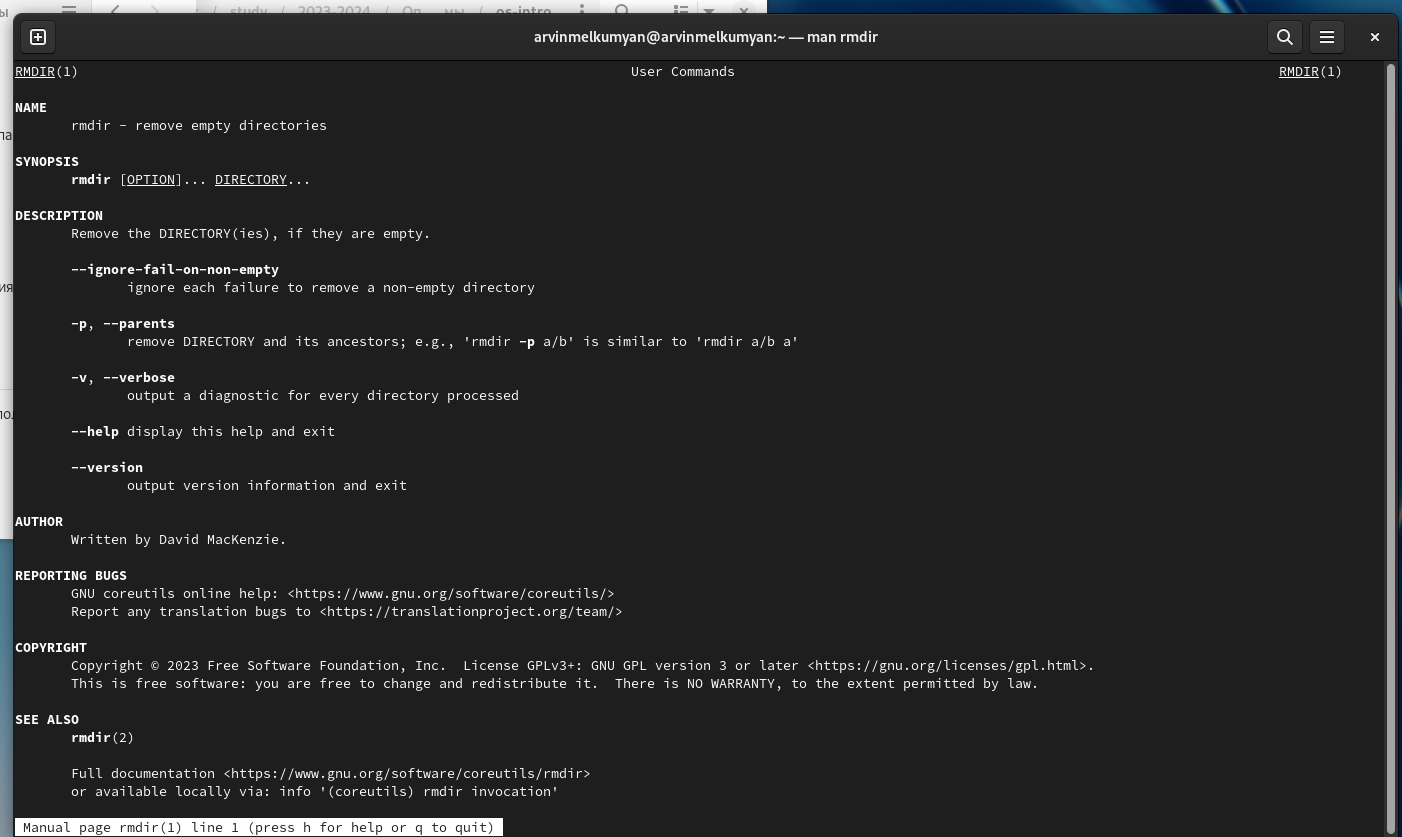 study / 2023-2024 / Оп… мы / os-intro
arvinmelkumyan@arvinmelkumyan:~ — man rmdir
RMDIR(1) User Commands RMDIR(1)
NAME
rmdir - remove empty directories
SYNOPSIS
rmdir [OPTION]... DIRECTORY...
DESCRIPTION
Remove the DIRECTORY(ies), if they are empty.
--ignore-fail-on-non-empty
ignore each failure to remove a non-empty directory
-p, --parents
remove DIRECTORY and its ancestors; e.g., 'rmdir -p a/b' is similar to 'rmdir a/b a'
-v, --verbose
output a diagnostic for every directory processed
--help display this help and exit
--version
output version information and exit
AUTHOR
Written by David MacKenzie.
REPORTING BUGS
GNU coreutils online help: <https://www.gnu.org/software/coreutils/>
Report any translation bugs to <https://translationproject.org/team/>
COPYRIGHT
Copyright © 2023 Free Software Foundation, Inc.  License GPLv3+: GNU GPL version 3 or later <https://gnu.org/licenses/gpl.html>.
This is free software: you are free to change and redistribute it.  There is NO WARRANTY, to the extent permitted by law.
SEE ALSO
rmdir(2)
Full documentation <https://www.gnu.org/software/coreutils/rmdir>
or available locally via: info '(coreutils) rmdir invocation'
Manual page rmdir(1) line 1 (press h for help or q to quit)